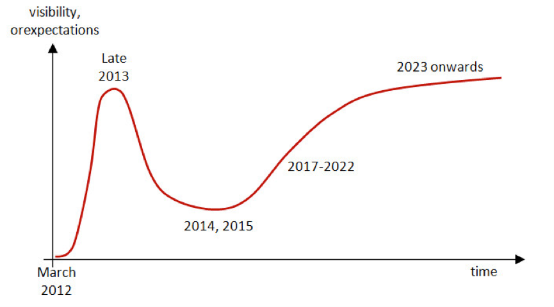 visibility,
orexpectations
Late
2013
2023 onwards
2017-2022
2014, 2015
March
2012
time